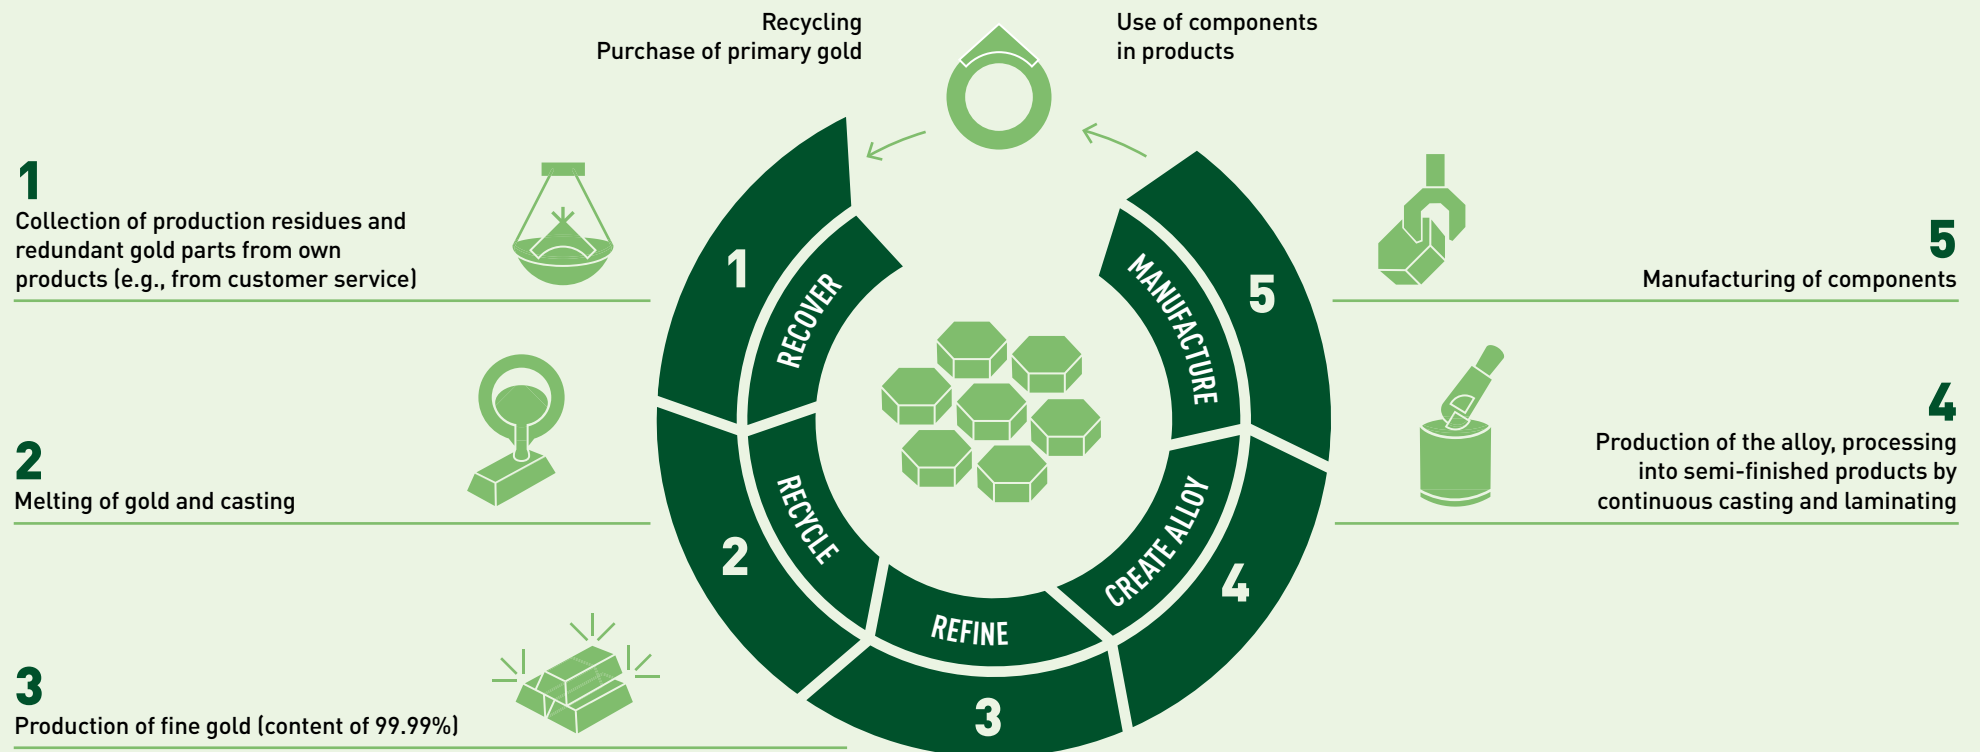 Recycling
Purchase of primary gold
Use of components
in products
1
Collection of production residues and
redundant gold parts from own
products (e.g., from customer service)
2
Melting of gold and casting
3
Production of fine gold (content of 99.99%)
1
RECOVER
2
RECYCLE
3
REFINE
4
CREATE ALLOY
5
MANUFACTURE
5
Manufacturing of components
4
Production of the alloy, processing
into semi-finished products by
continuous casting and laminating